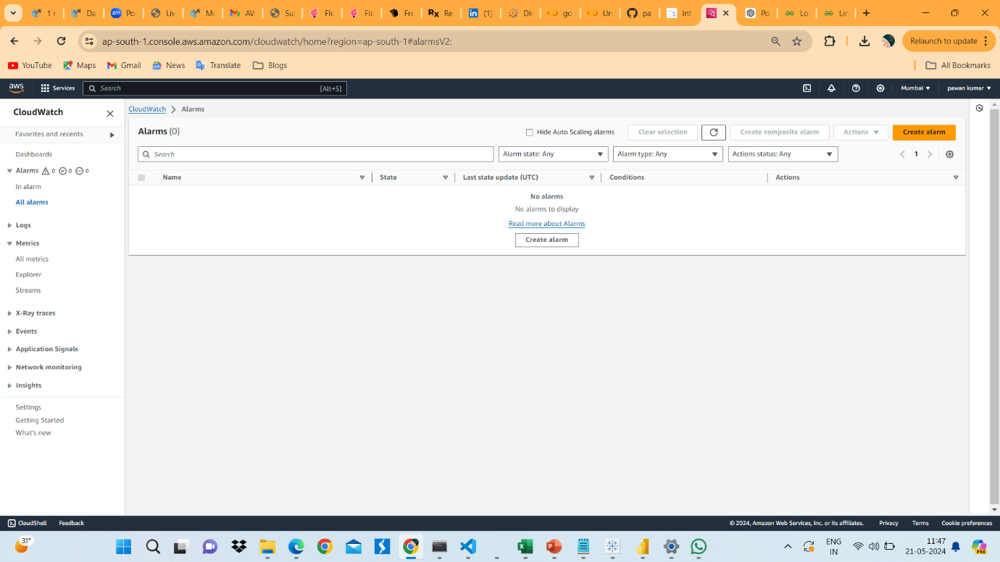 1 r
Da
zm Po
Liv
Mo
AW
Su
Flo
Flo
Fre
Rx Re
in (1)
Dis
go
Un
pa
Int
Po
Lo
Lir
ap-south-1.console.aws.amazon.com/cloudwatch/home?region=ap-south-1#alarmsV2:
Relaunch to update
YouTube Maps Gmail News Translate Blogs
All Bookmarks
aws Services Search [Alt+S] Mumbai pawan kumar
CloudWatch
Favorites and recents
Dashboards
Alarms 0 0 0
In alarm
All alarms
Logs
Metrics
All metrics
Explorer
Streams
X-Ray traces
Events
Application Signals
Network monitoring
Insights
Settings
Getting Started
What's new
CloudWatch Alarms
Alarms (0) Hide Auto Scaling alarms Clear selection Create composite alarm Actions Create alarm
Search Alarm state: Any Alarm type: Any Actions status: Any 1
Name State Last state update (UTC) Conditions Actions
No alarms
No alarms to display
Read more about Alarms
Create alarm
CloudShell Feedback © 2024, Amazon Web Services, Inc. or its affiliates. Privacy Terms Cookie preferences
31°
ENG
IN
11:47
21-05-2024
PRE